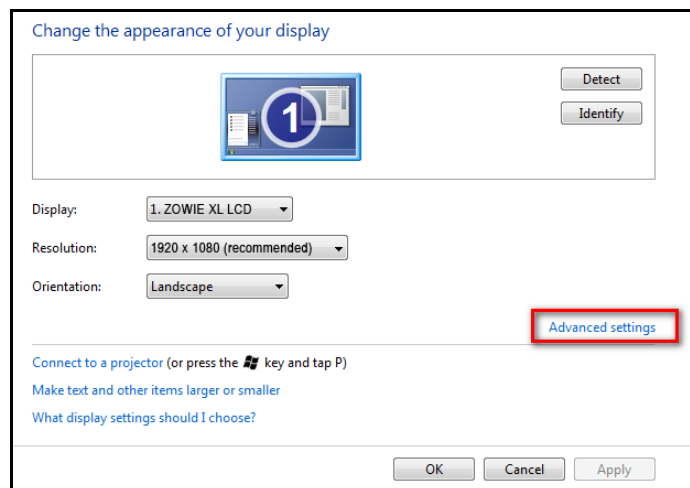 Change the appearance of your display
1
Detect
Identify
Display:
1. ZOWIE XL LCD
Resolution:
1920 x 1080 (recommended)
Orientation:
Landscape
Advanced settings
Connect to a projector (or press the key and tap P)
Make text and other items larger or smaller
What display settings should I choose?
OK
Cancel
Apply